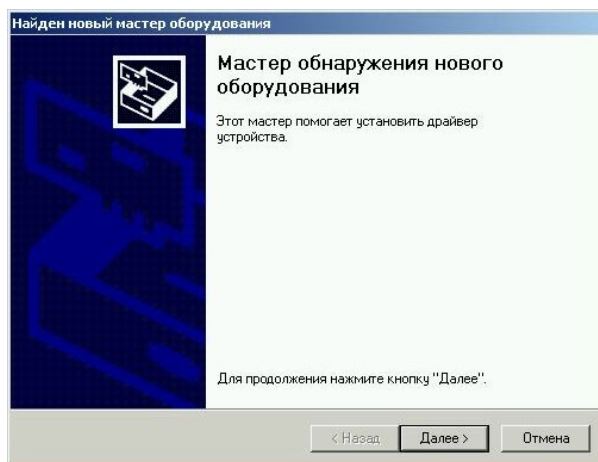 Найден новый мастер оборудования
Мастер обнаружения нового
оборудования
Этот мастер помогает установить драйвер
устройства.
Для продолжения нажмите кнопку "Далее".
< Назад
Далее >
Отмена